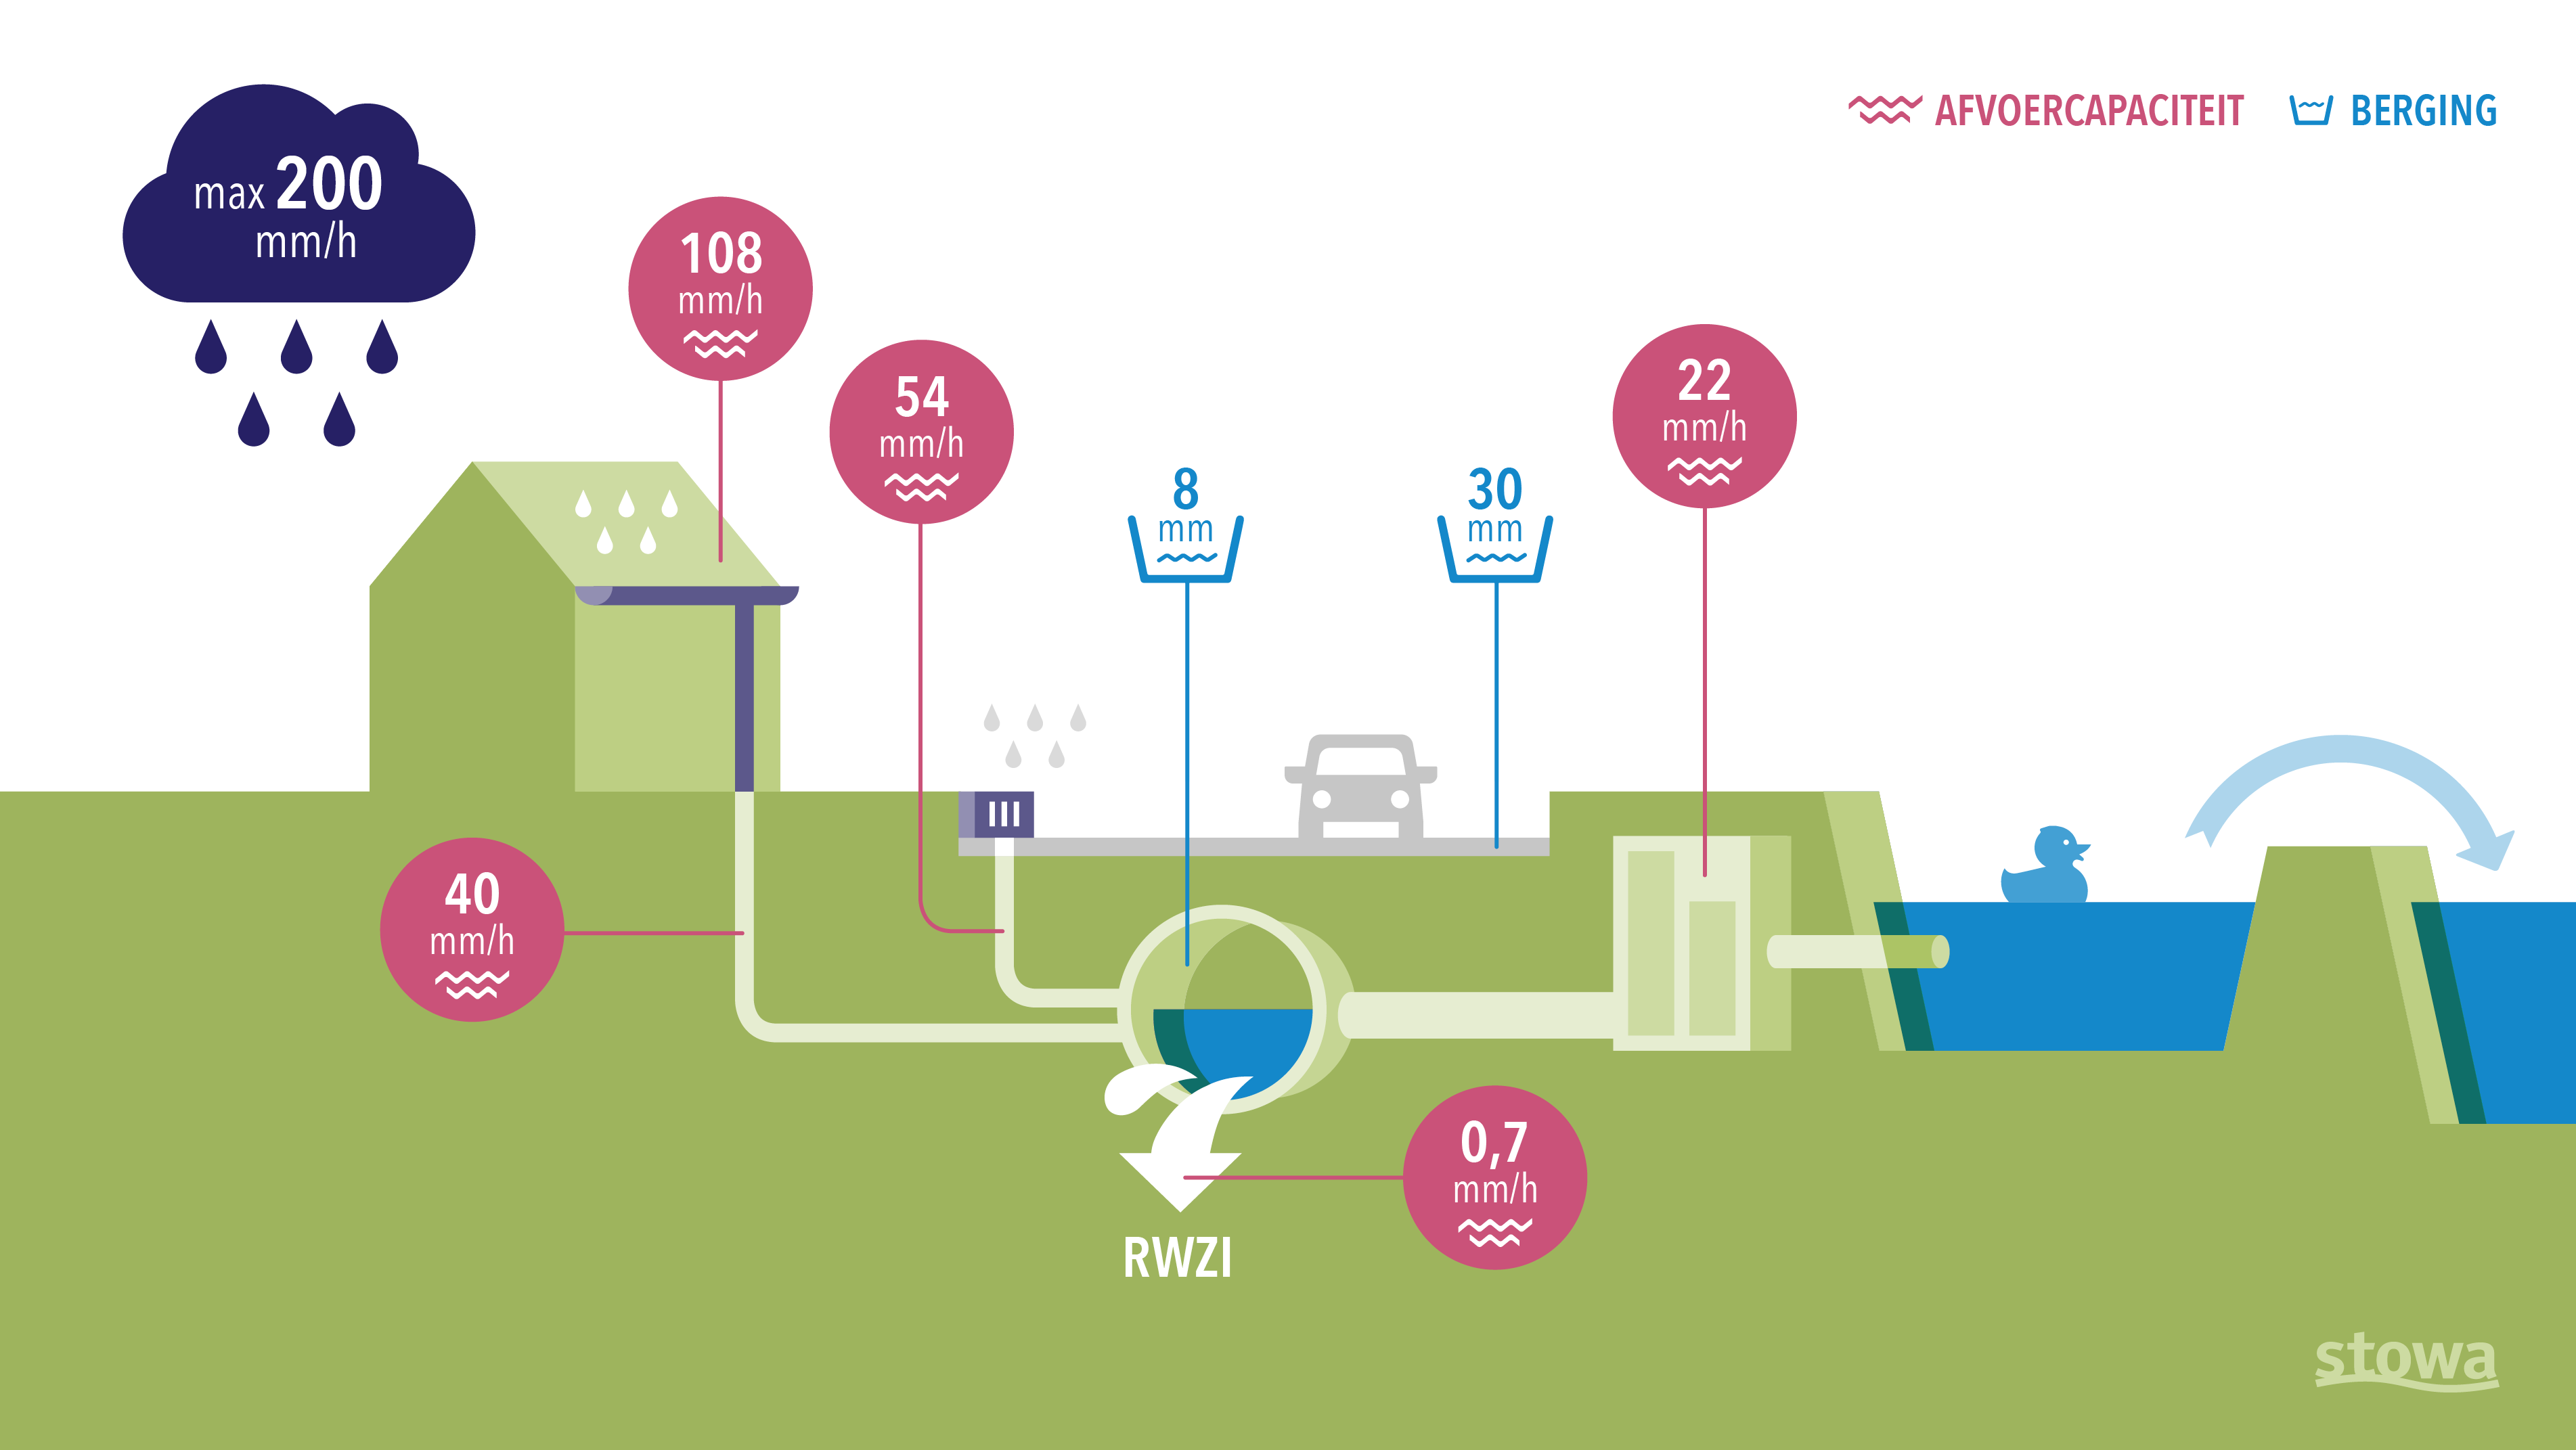 AFVOERCAPACITEIT
BERGING
max 200
mm/h
108
mm/h
54
mm/h
22
mm/h
8
mm
30
mm
40
mm/h
0,7
mm/h
RWZI
stowa